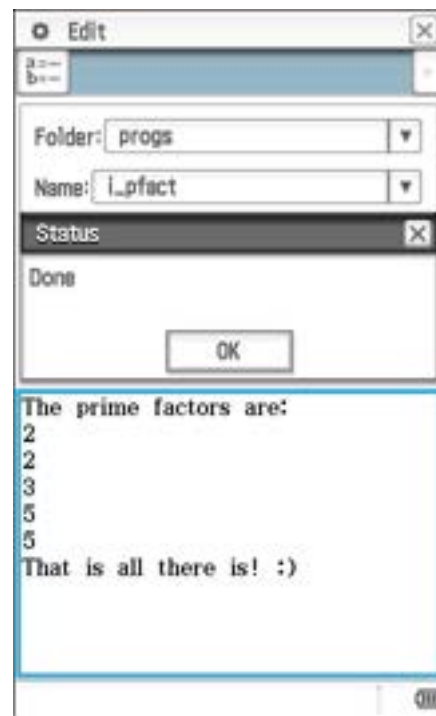 Edit
a=—
b=—
Folder: progs
Name: i_pfact
Status
Done
OK
The prime factors are:
2
2
3
5
5
That is all there is! :)